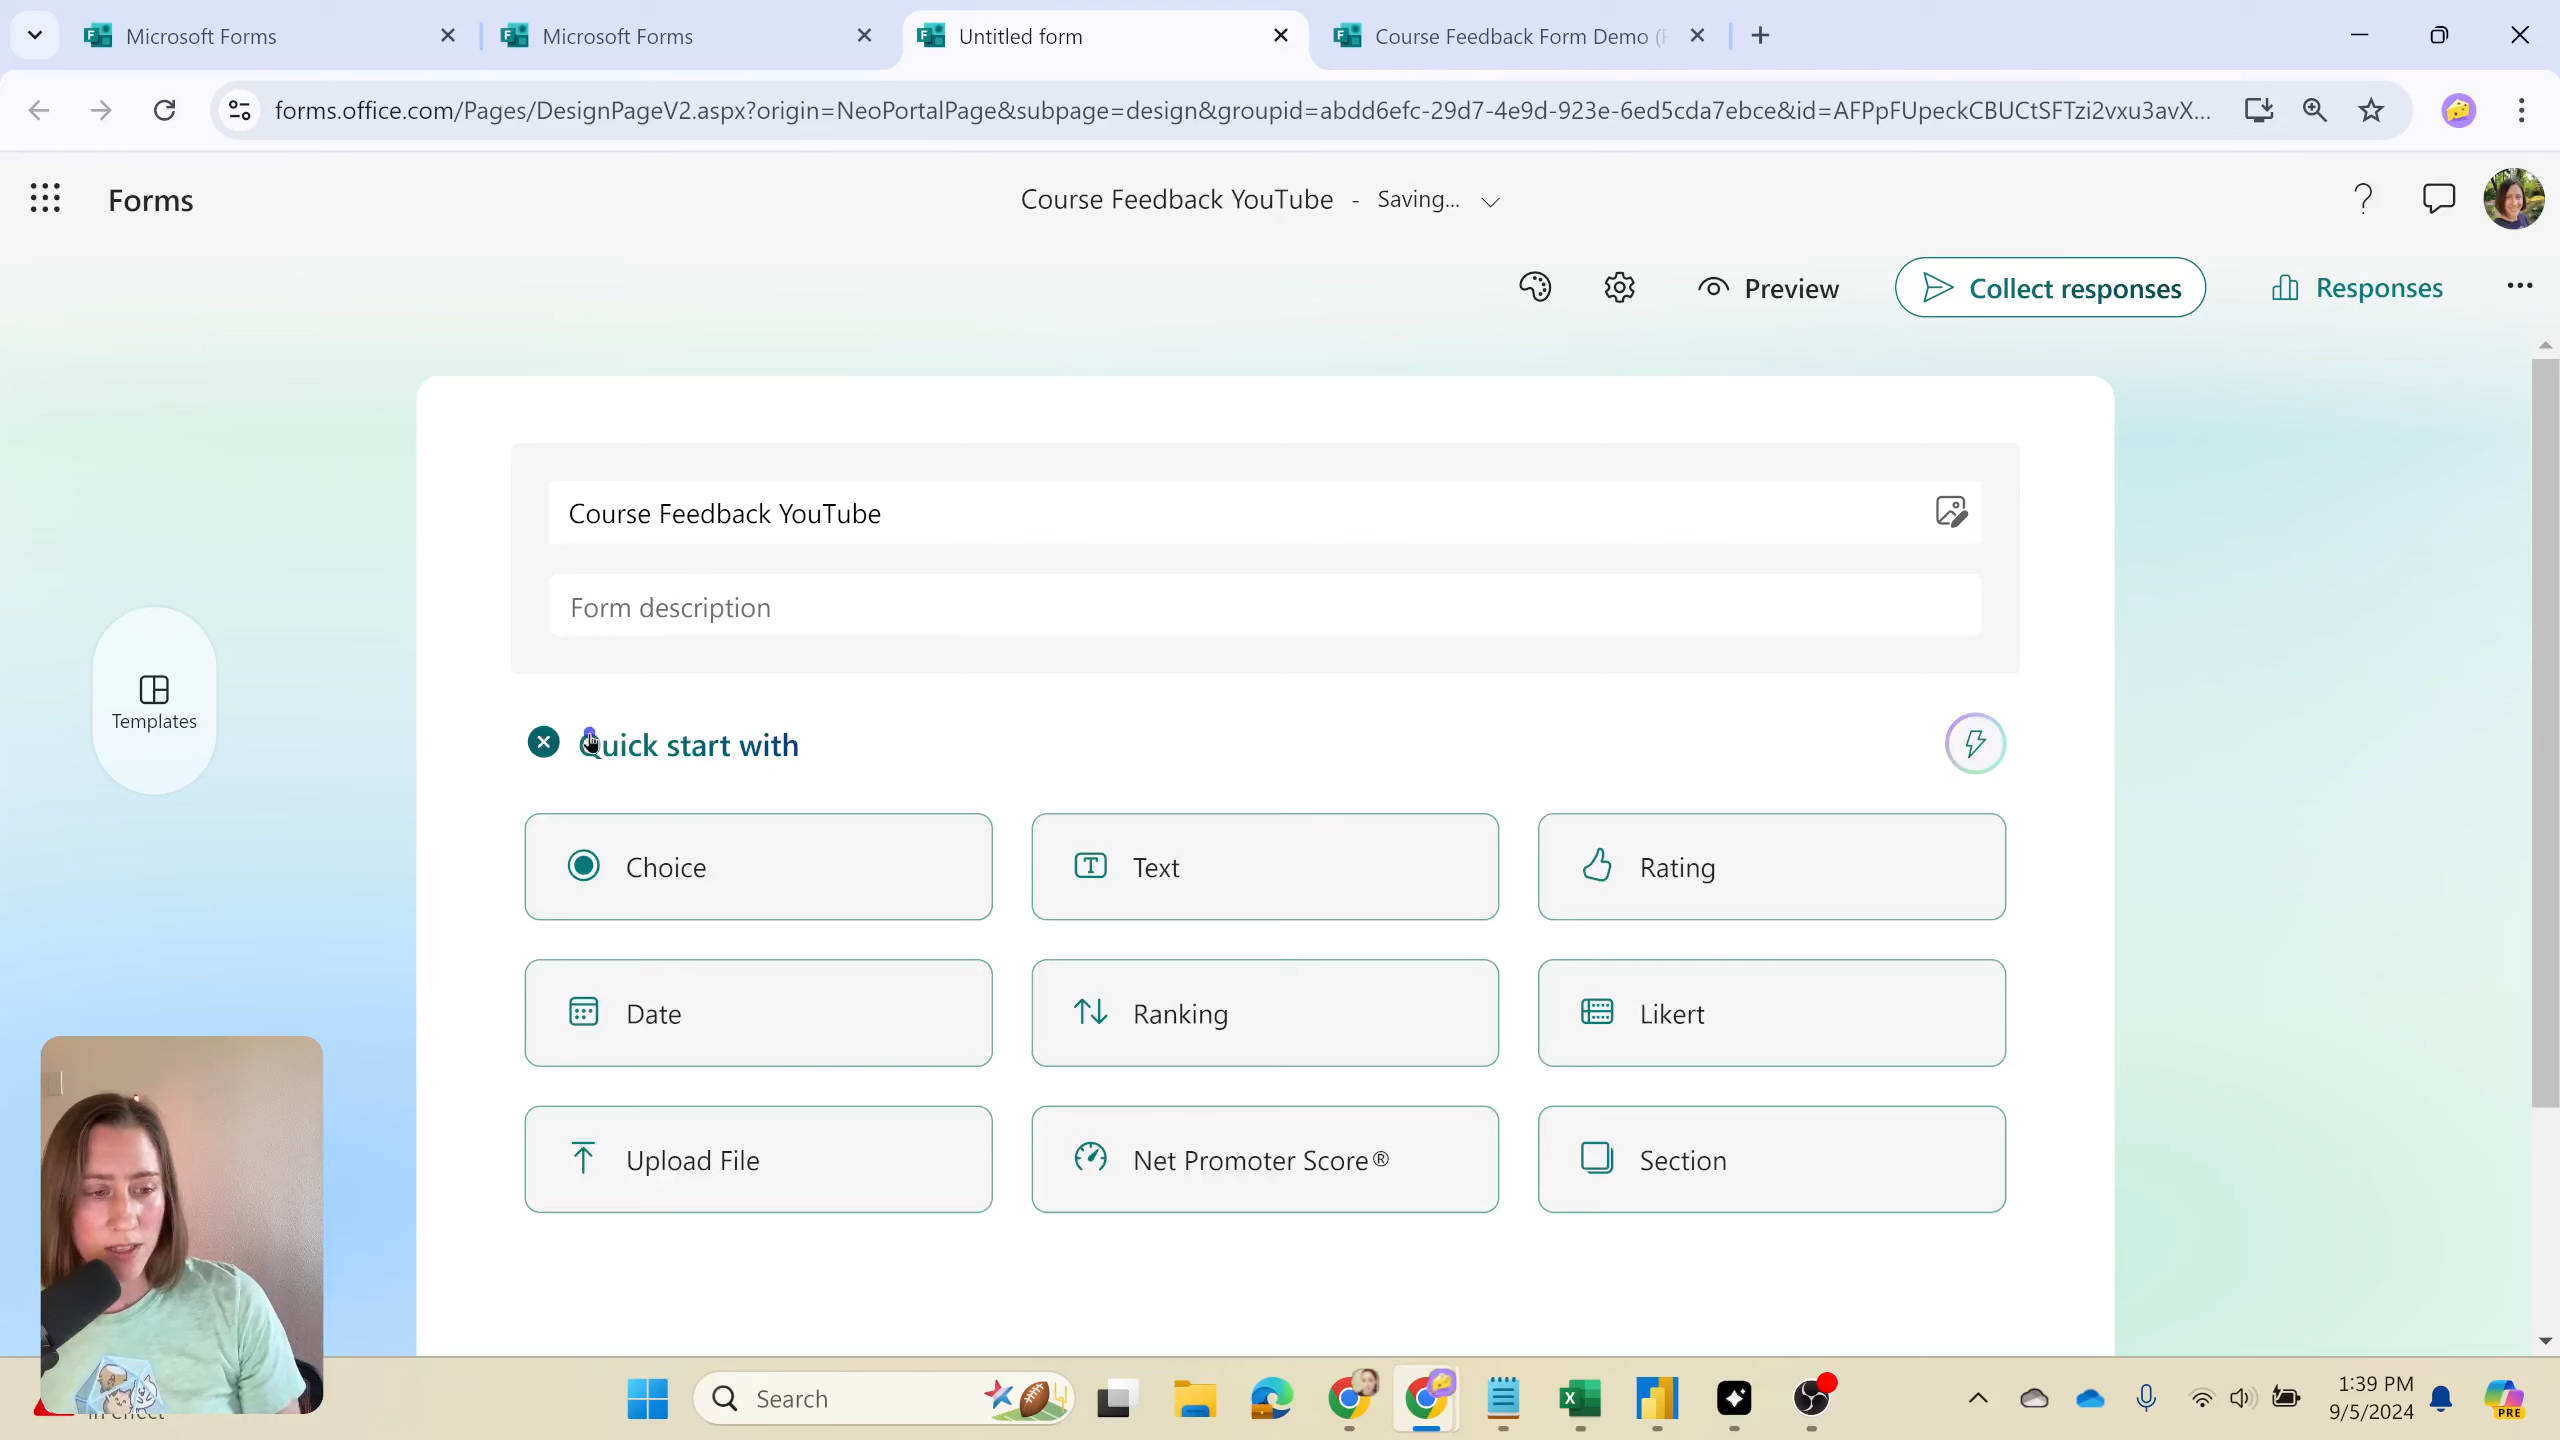 Microsoft Forms
Microsoft Forms
Untitled form
Course Feedback Form Demo (
forms.office.com/Pages/DesignPageV2.aspx?origin=NeoPortalPage&subpage=design&groupid=abdd6efc-29d7-4e9d-923e-6ed5cda7ebce&id=AFPpFUpeckCBUCtSFTzi2vxu3avX...
Forms
Course Feedback YouTube - Saving...
?
Preview
Collect responses
Responses
Course Feedback YouTube
Form description
Templates
Quick start with
Choice
Text
Rating
Date
Ranking
Likert
Upload File
Net Promoter Score®
Section
Search
PRE
1:39 PM
9/5/2024